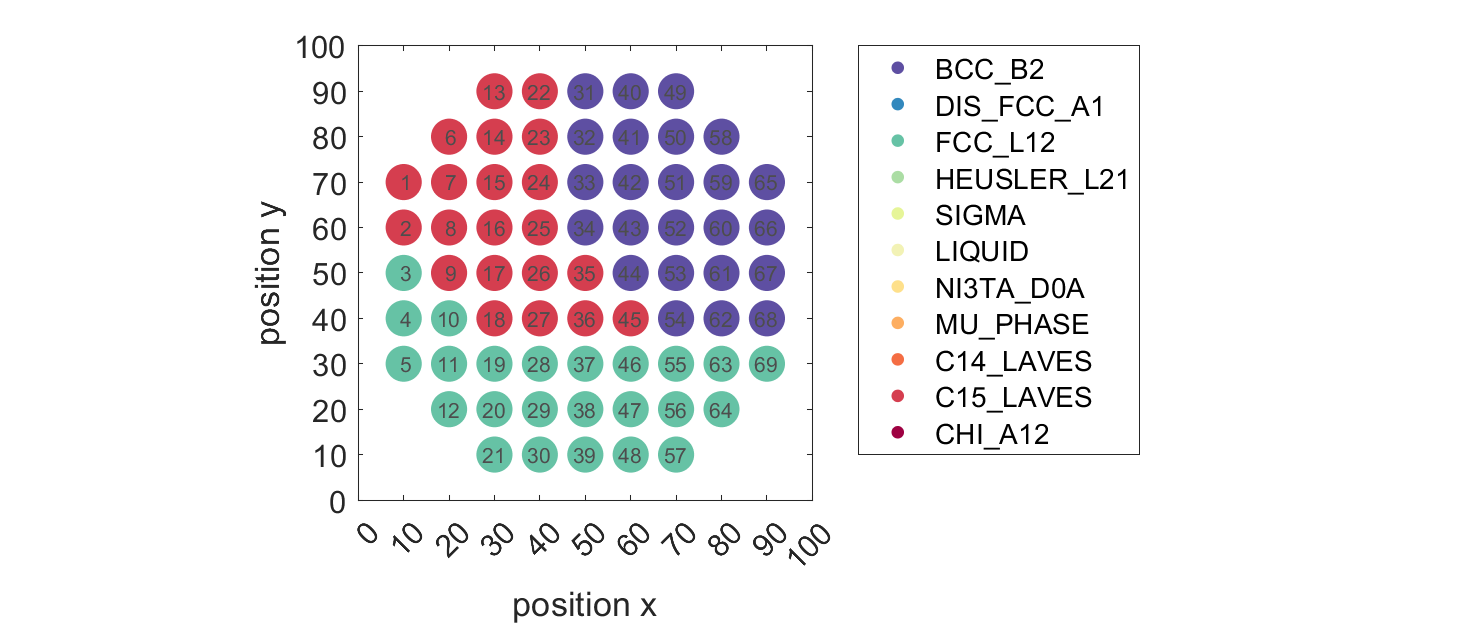 100
90
80
70
60
50
40
30
20
10
0
position y
13 22 31 40 49
6 14 23 32 41 50 58
1 7 15 24 33 42 51 59 65
2 8 16 25 34 43 52 60 66
3 9 17 26 35 44 53 61 67
4 10 18 27 36 45 54 62 68
5 11 19 28 37 46 55 63 69
12 20 29 38 47 56 64
21 30 39 48 57
0 10 20 30 40 50 60 70 80 90 100
position x
BCC_B2
DIS_FCC_A1
FCC_L12
HEUSLER_L21
SIGMA
LIQUID
NI3TA_D0A
MU_PHASE
C14_LAVES
C15_LAVES
CHI_A12